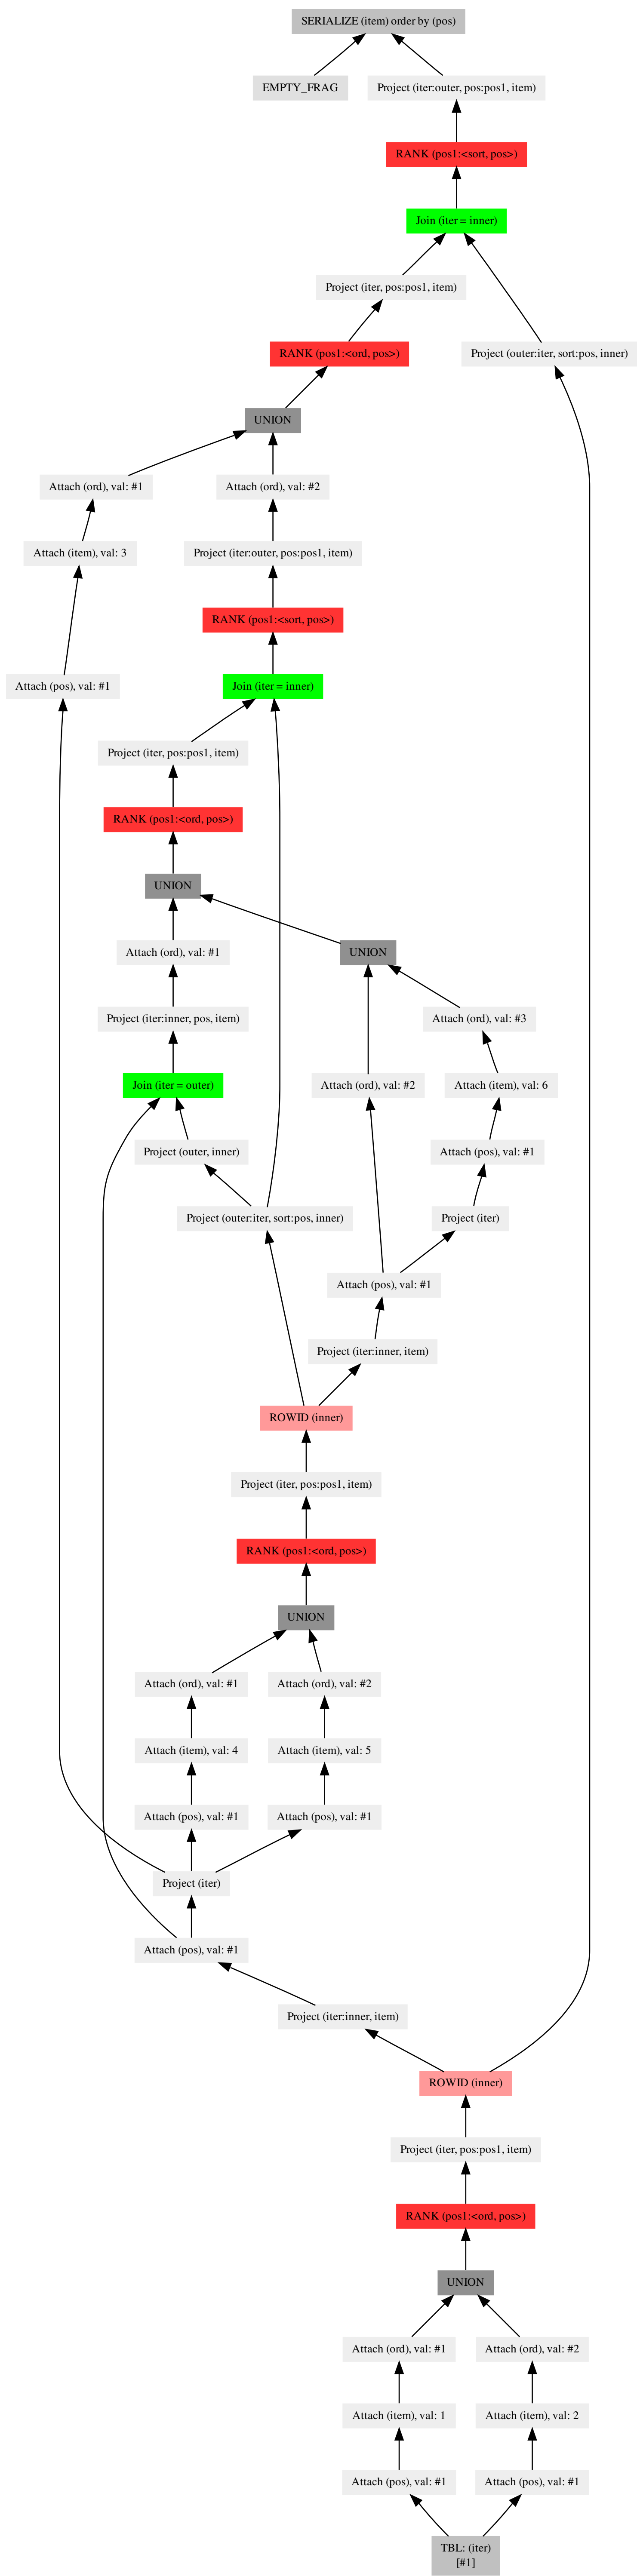 SERIALIZE (item) order by (pos)
EMPTY_FRAG
Project (iter:outer, pos:pos1, item)
RANK (pos1:<sort, pos>)
Join (iter = inner)
Project (iter, pos:pos1, item)
RANK (pos1:<ord, pos>)
Project (outer:iter, sort:pos, inner)
UNION
Attach (ord), val: #1
Attach (ord), val: #2
Attach (item), val: 3
Project (iter:outer, pos:pos1, item)
RANK (pos1:<sort, pos>)
Attach (pos), val: #1
Join (iter = inner)
Project (iter, pos:pos1, item)
RANK (pos1:<ord, pos>)
UNION
Attach (ord), val: #1
UNION
Project (iter:inner, pos, item)
Attach (ord), val: #3
Join (iter = outer)
Attach (ord), val: #2
Attach (item), val: 6
Project (outer, inner)
Attach (pos), val: #1
Project (outer:iter, sort:pos, inner)
Project (iter)
Attach (pos), val: #1
Project (iter:inner, item)
ROWID (inner)
Project (iter, pos:pos1, item)
RANK (pos1:<ord, pos>)
UNION
Attach (ord), val: #1
Attach (ord), val: #2
Attach (item), val: 4
Attach (item), val: 5
Attach (pos), val: #1
Attach (pos), val: #1
Project (iter)
Attach (pos), val: #1
Project (iter:inner, item)
ROWID (inner)
Project (iter, pos:pos1, item)
RANK (pos1:<ord, pos>)
UNION
Attach (ord), val: #1
Attach (ord), val: #2
Attach (item), val: 1
Attach (item), val: 2
Attach (pos), val: #1
Attach (pos), val: #1
TBL: (iter)
[#1]